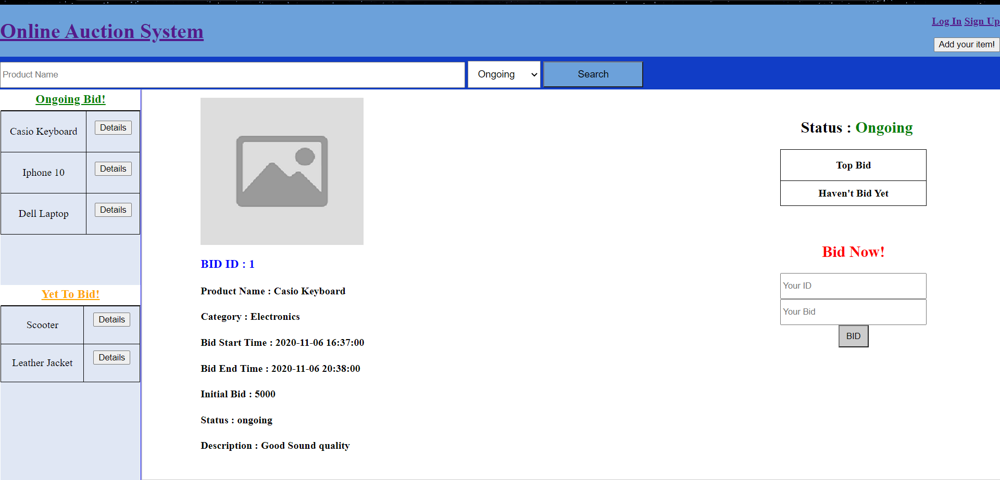 Online Auction System
Log In Sign Up
Add your item!
Product Name
Ongoing
Search
Ongoing Bid!
Casio Keyboard Details
Iphone 10 Details
Dell Laptop Details
Yet To Bid!
Scooter Details
Leather Jacket Details
BID ID : 1
Product Name : Casio Keyboard
Category : Electronics
Bid Start Time : 2020-11-06 16:37:00
Bid End Time : 2020-11-06 20:38:00
Initial Bid : 5000
Status : ongoing
Description : Good Sound quality
Status : Ongoing
Top Bid
Haven't Bid Yet
Bid Now!
Your ID
Your Bid
BID